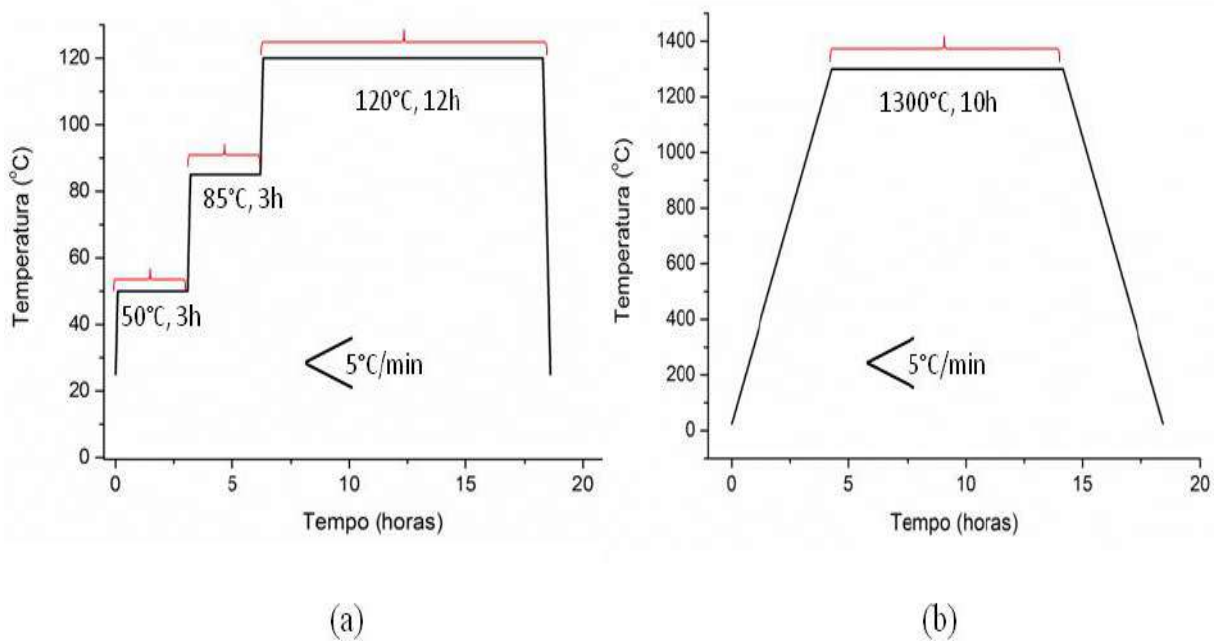 120
100
80
60
40
20
0
Temperatura (°C)
120°C, 12h
85°C, 3h
50°C, 3h
5°C/min
0
5
10
15
20
Tempo (horas)
(a)
1400
1200
1000
800
600
400
200
0
Temperatura (°C)
1300°C, 10h
5°C/min
0
5
10
15
20
Tempo (horas)
(b)